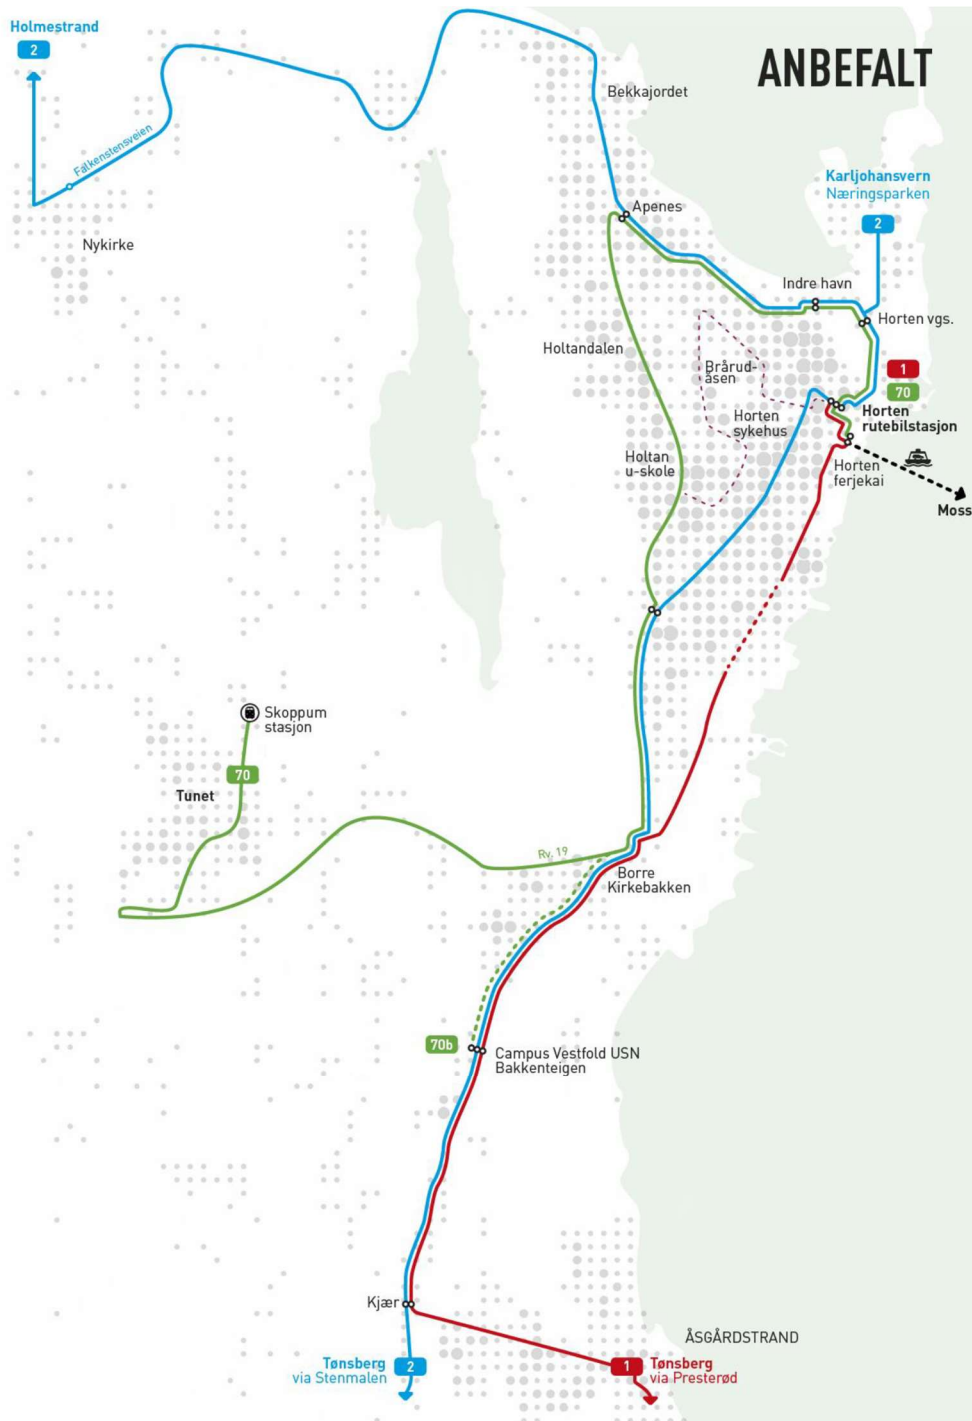 Holmestrand
2
ANBEFALT
Bekkajordet
Falkenstensveien
Karljohansvern
Næringsparken
2
Apenes
Nykirke
Indre havn
Horten vgs.
Holtandalen
Brårud-
åsen
1
70
Horten
rutebilstasjon
Horten
sykehus
Holtan
u-skole
Horten
ferjekai
Moss
Skoppum
stasjon
70
Tunet
Rv. 19
Borre
Kirkebakken
70b
Campus Vestfold USN
Bakkenteigen
Kjær
ÅSGÅRDSTRAND
Tønsberg
via Stenmalen
2
1
Tønsberg
via Presterød